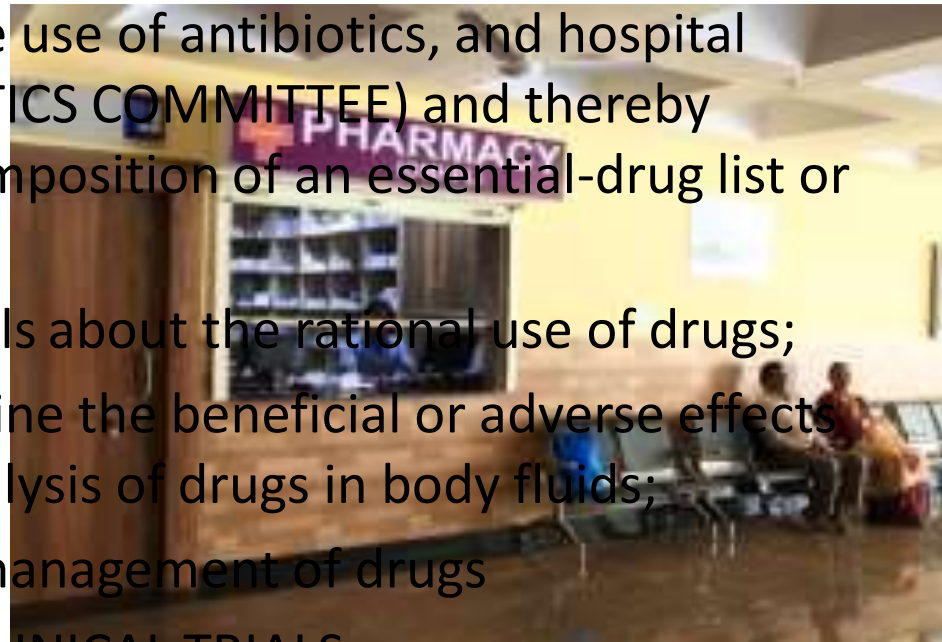 use of antibiotics, and hospital
TICS COMMITTEE) and thereby
PHARMACY
mposition of an essential-drug list or
ls about the rational use of drugs;
ine the beneficial or adverse effects
lysis of drugs in body fluids;
management of drugs
INICAL TRIALS